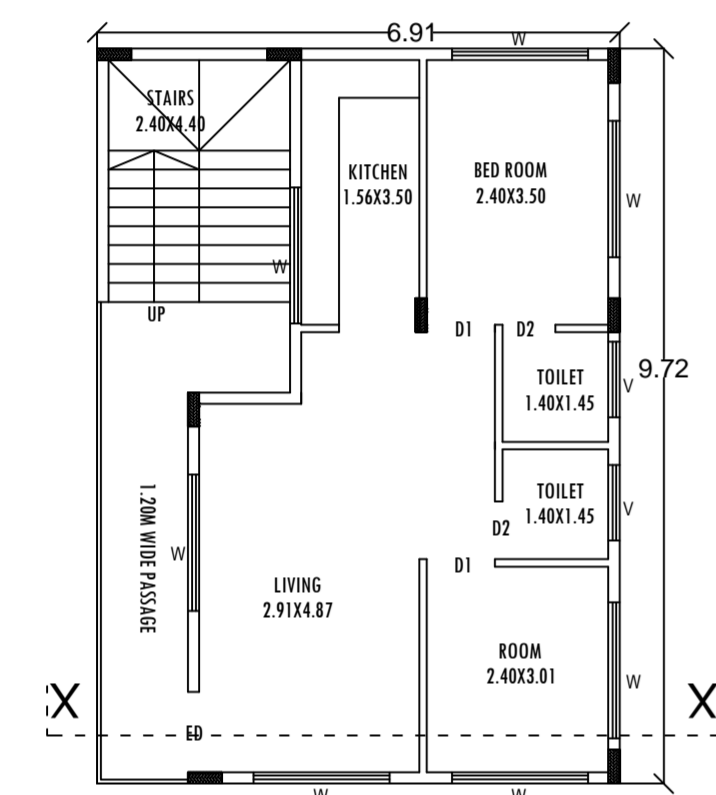 6.91
W
STAIRS
2.40X4.40
KITCHEN
1.56X3.50
BED ROOM
2.40X3.50
W
W
UP
D1
D2
TOILET
1.40X1.45
V
9.72
TOILET
1.40X1.45
V
D2
1.20M WIDE PASSAGE
W
D1
LIVING
2.91X4.87
ROOM
2.40X3.01
W
X
X
ED
W
W